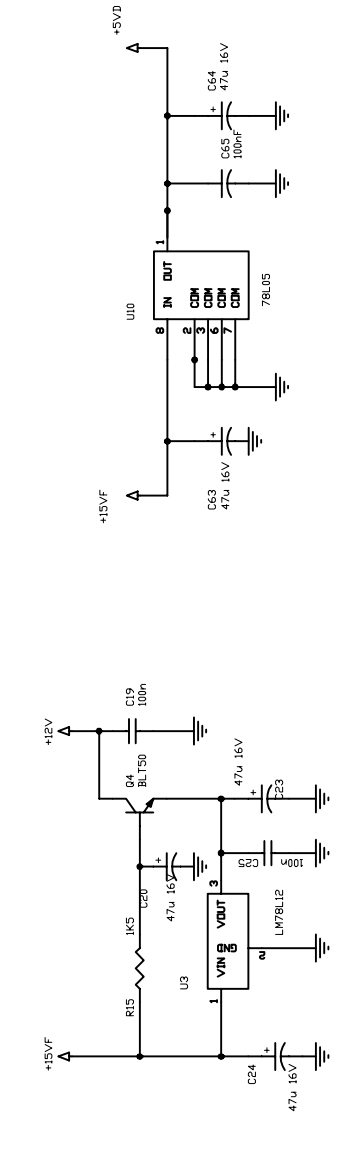 +5VD
C64
47u 16V
+
C65
100nF
1
OUT
IN
COM
COM
COM
COM
U10
78L05
8
2
3
6
7
+
C63
47u 16V
+15VF
+12V
C19
100n
Q4
BLT50
47u 16V
+
C23
C25
100n
+
C20
47u 16V
3
VOUT
GND
VIN
LM78L12
2
1K5
U3
R15
1
+15VF
+
C24
47u 16V